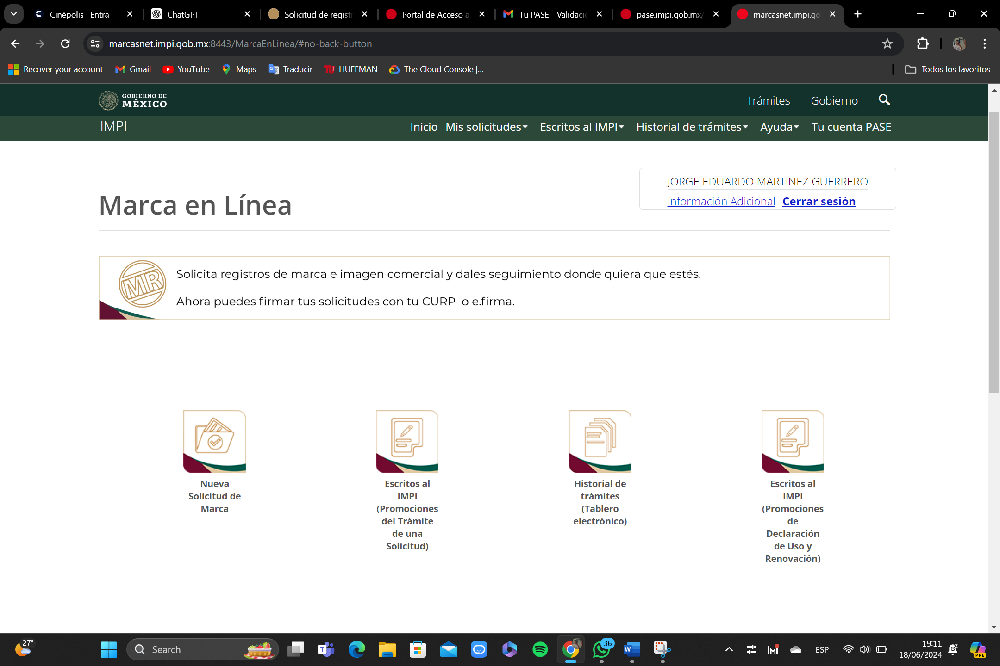 Cinépolis | Entra
ChatGPT
Solicitud de registr
Portal de Acceso a
Tu PASE - Validació
pase.impi.gob.mx/
marcasnet.impi.go
marcasnet.impi.gob.mx:8443/MarcaEnLinea/#no-back-button
Recover your account
Gmail
YouTube
Maps
Traducir
HUFFMAN
The Cloud Console |...
Todos los favoritos
GOBIERNO DE
MÉXICO
Trámites
Gobierno
IMPI
Inicio
Mis solicitudes
Escritos al IMPI
Historial de trámites
Ayuda
Tu cuenta PASE
JORGE EDUARDO MARTINEZ GUERRERO
Información Adicional Cerrar sesión
Marca en Línea
MR
Solicita registros de marca e imagen comercial y dales seguimiento donde quiera que estés.
Ahora puedes firmar tus solicitudes con tu CURP o e.firma.
Nueva
Solicitud de
Marca
Escritos al
IMPI
(Promociones
del Trámite
de una
Solicitud)
Historial de
trámites
(Tablero
electrónico)
Escritos al
IMPI
(Promociones
de
Declaración
de Uso y
Renovación)
27°
Search
36
ESP
19:11
18/06/2024
PRE